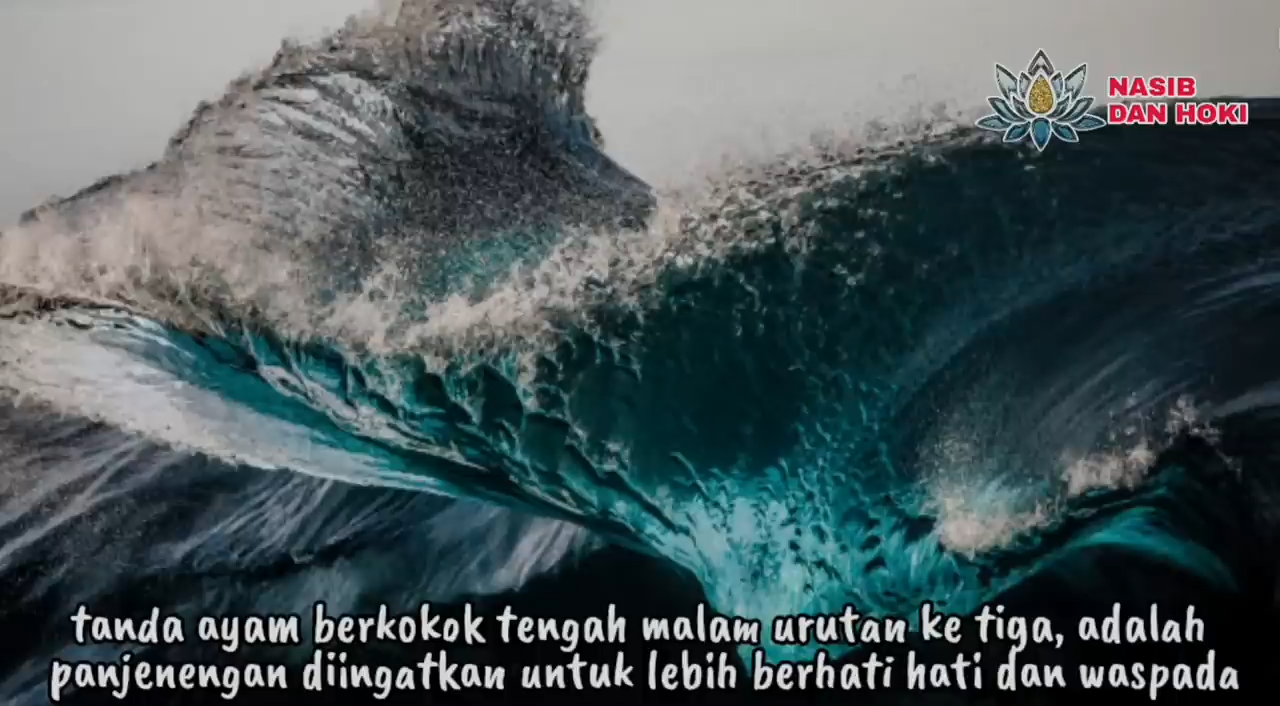 NASIB
DAN HOKI
tanda ayam berkokok tengah malam urutan ke tiga, adalah
panjenengan diingatkan untuk lebih berhati hati dan waspada